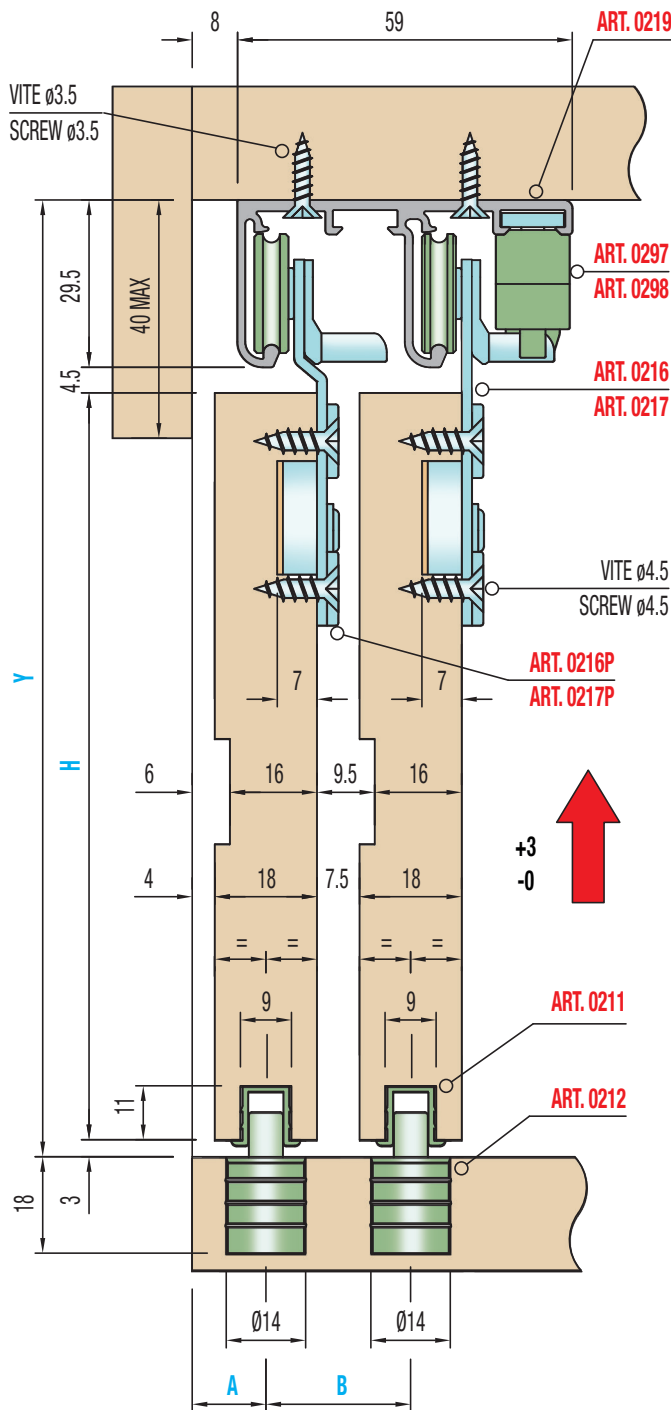 8
59
ART. 0219
VITE ø3.5
SCREW ø3.5
29.5
40 MAX
ART. 0297
ART. 0298
4.5
ART. 0216
ART. 0217
VITE ø4.5
SCREW ø4.5
ART. 0216P
ART. 0217P
7
7
Y
H
6
16
9.5
16
+3
-0
4
18
7.5
18
=
=
=
=
9
9
ART. 0211
11
ART. 0212
18
3
Ø14
Ø14
A
B